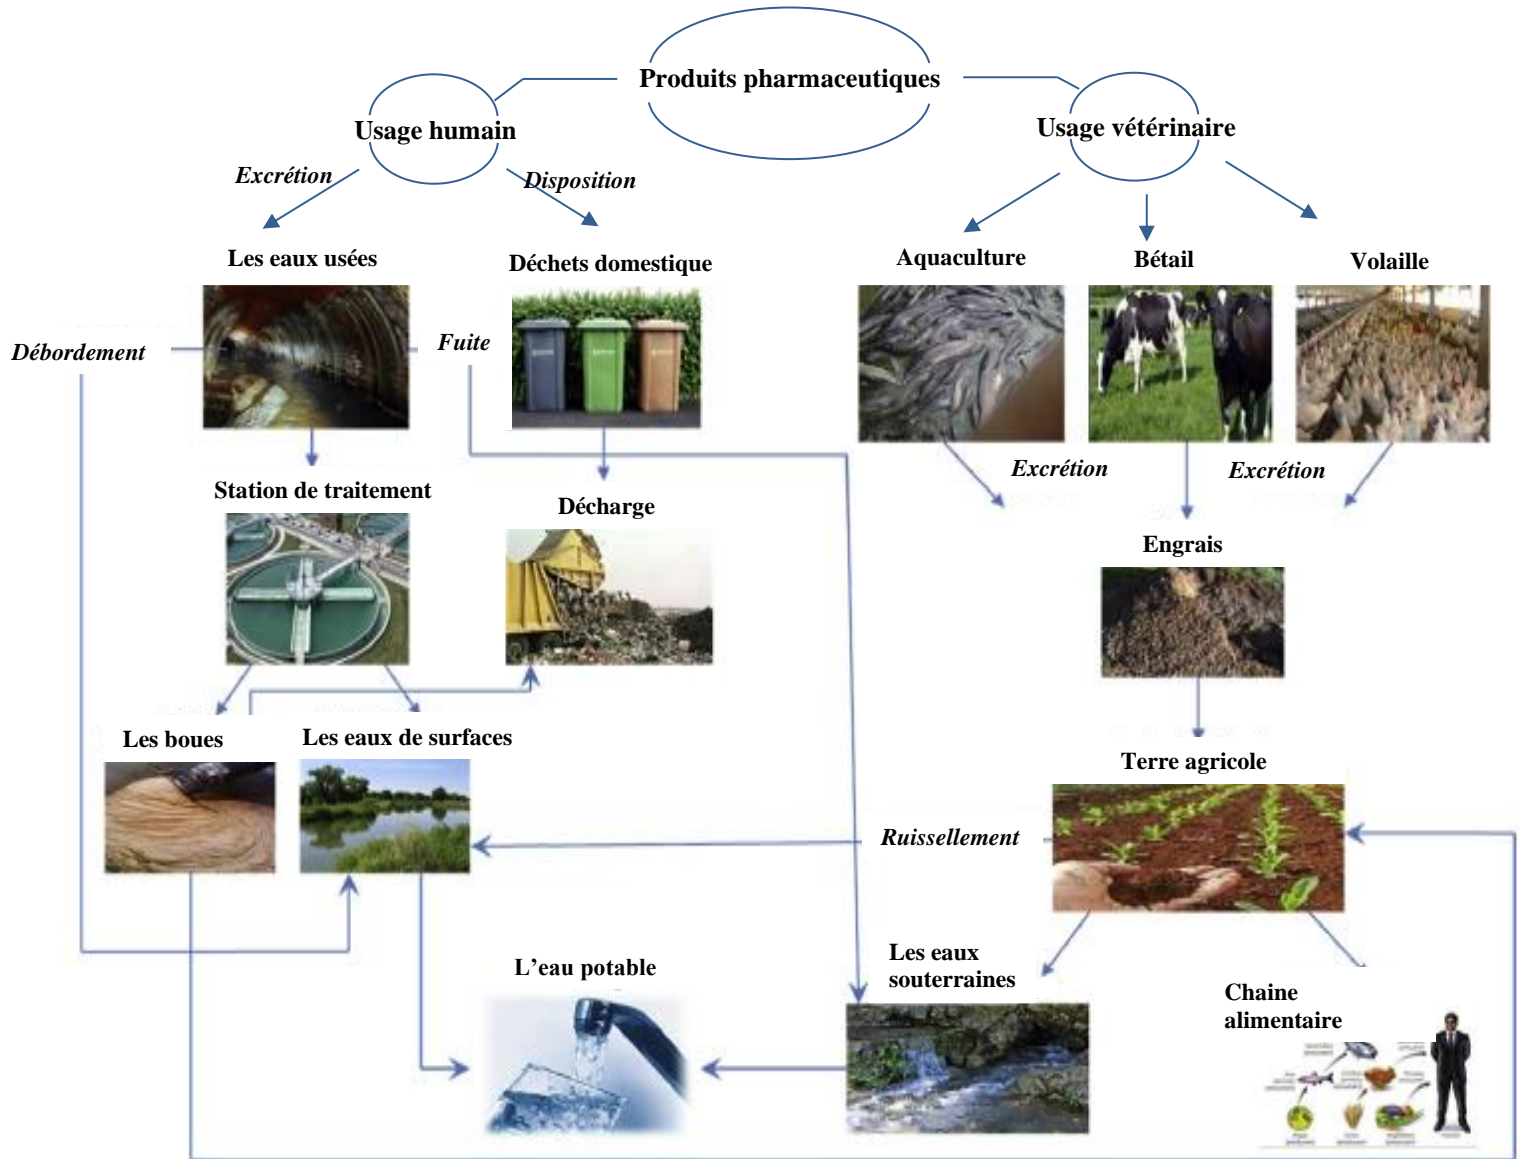 Produits pharmaceutiques
Usage humain
Usage vétérinaire
Excrétion
Disposition
Les eaux usées
Déchets domestique
Aquaculture
Bétail
Volaille
Débordement
Fuite
Excrétion
Excrétion
Station de traitement
Décharge
Engrais
Les boues
Les eaux de surfaces
Terre agricole
Ruissellement
L’eau potable
Les eaux
souterraines
Chaine
alimentaire